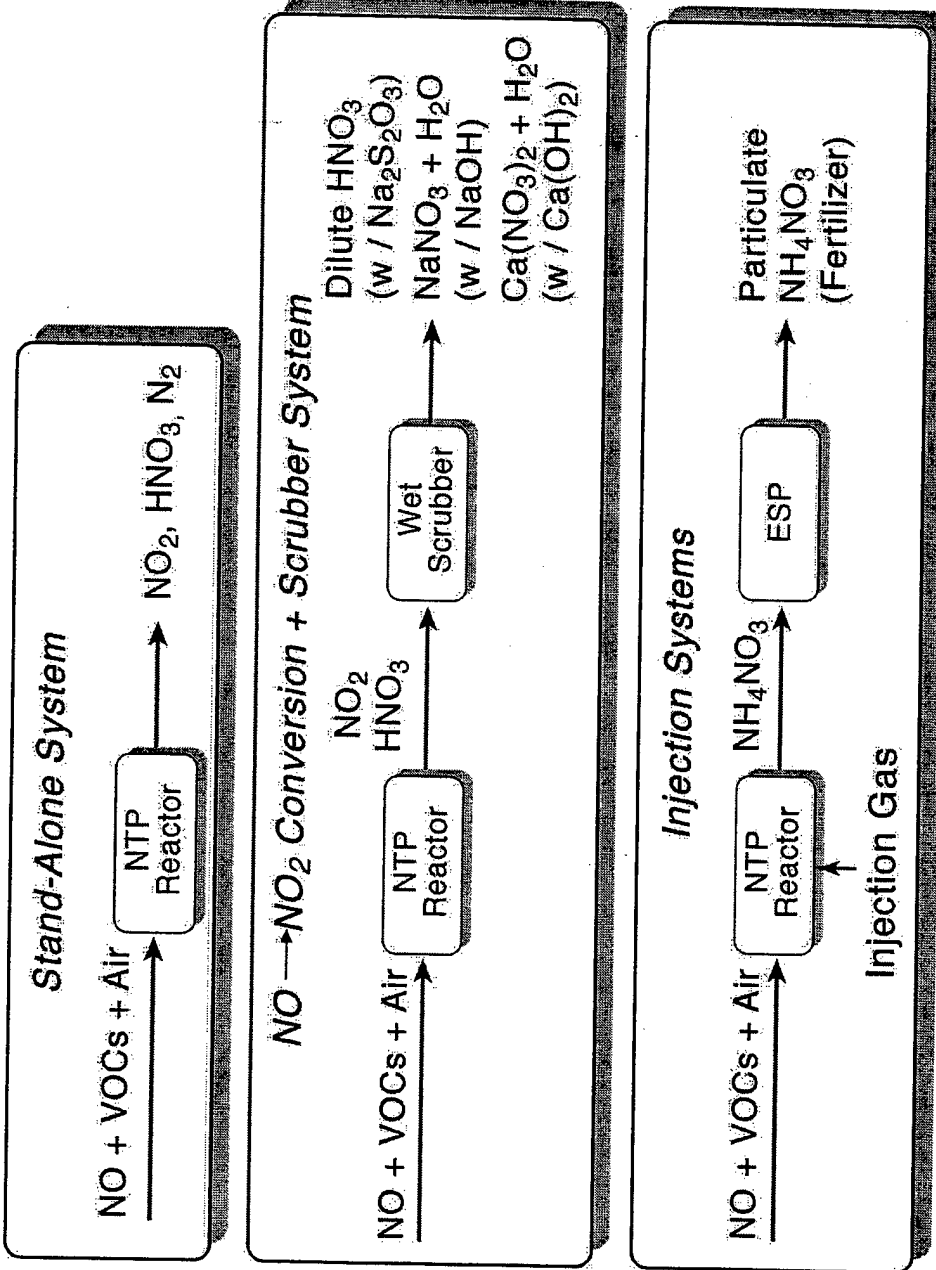 Stand-Alone System
NO + VOCs + Air
NTP
Reactor
NO₂, HNO₃, N₂
NO → NO₂ Conversion + Scrubber System
NO + VOCs + Air
NTP
Reactor
NO₂
HNO₃
Wet
Scrubber
Dilute HNO₃
(w / Na₂S₂O₃)
NaNO₃ + H₂O
(w / NaOH)
Ca(NO₃)₂ + H₂O
(w / Ca(OH)₂)
Injection Systems
NO + VOCs + Air
NTP
Reactor
Injection Gas
NH₄NO₃
ESP
Particulate
NH₄NO₃
(Fertilizer)